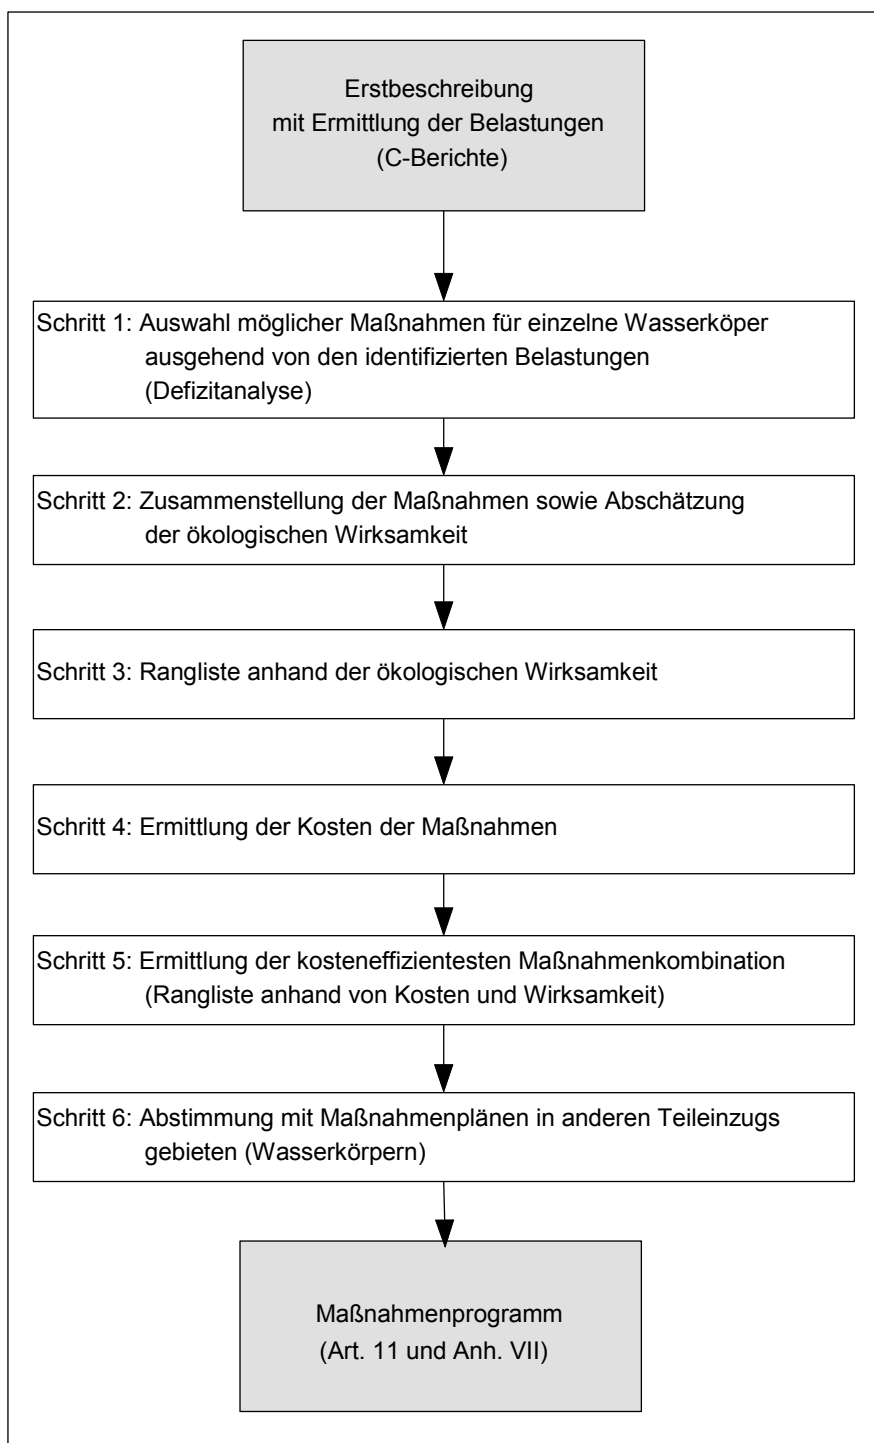 Erstbeschreibung
mit Ermittlung der Belastungen
(C-Berichte)
Schritt 1: Auswahl möglicher Maßnahmen für einzelne Wasserköper
ausgehend von den identifizierten Belastungen
(Defizitanalyse)
Schritt 2: Zusammenstellung der Maßnahmen sowie Abschätzung
der ökologischen Wirksamkeit
Schritt 3: Rangliste anhand der ökologischen Wirksamkeit
Schritt 4: Ermittlung der Kosten der Maßnahmen
Schritt 5: Ermittlung der kosteneffizientesten Maßnahmenkombination
(Rangliste anhand von Kosten und Wirksamkeit)
Schritt 6: Abstimmung mit Maßnahmenplänen in anderen Teileinzugs
gebieten (Wasserkörpern)
Maßnahmenprogramm
(Art. 11 und Anh. VII)